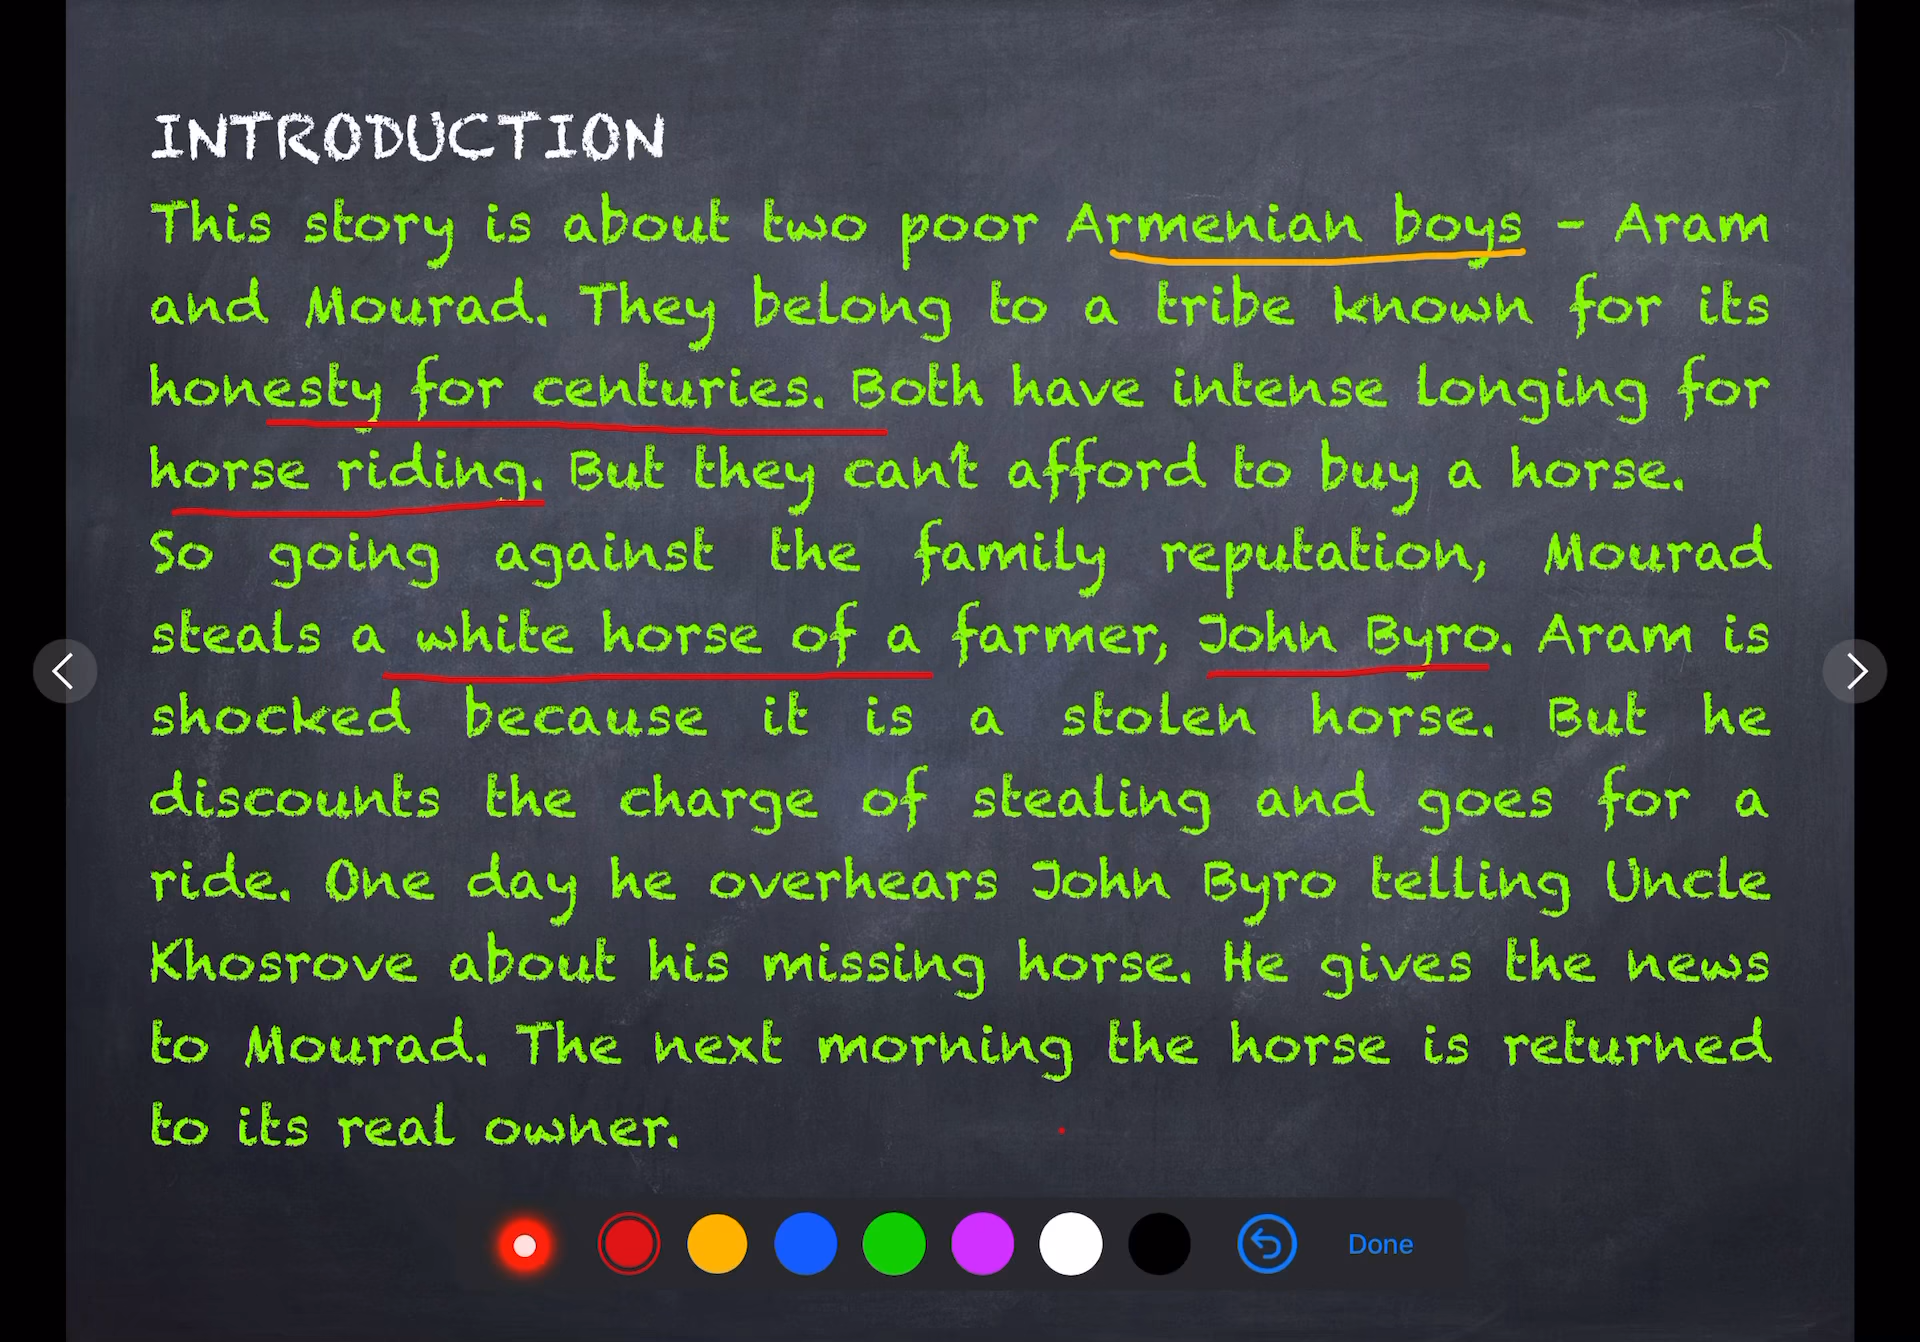 INTRODUCTION
This story is about two poor Armenian boys - Aram
and Mourad. They belong to a tribe known for its
honesty for centuries. Both have intense longing for
horse riding. But they can't afford to buy a horse.
So going against the family reputation, Mourad
steals a white horse of a farmer, John Byro. Aram is
shocked because it is a stolen horse. But he
discounts the charge of stealing and goes for a
ride. One day he overhears John Byro telling Uncle
Khosrove about his missing horse. He gives the news
to Mourad. The next morning the horse is returned
to its real owner.
Done